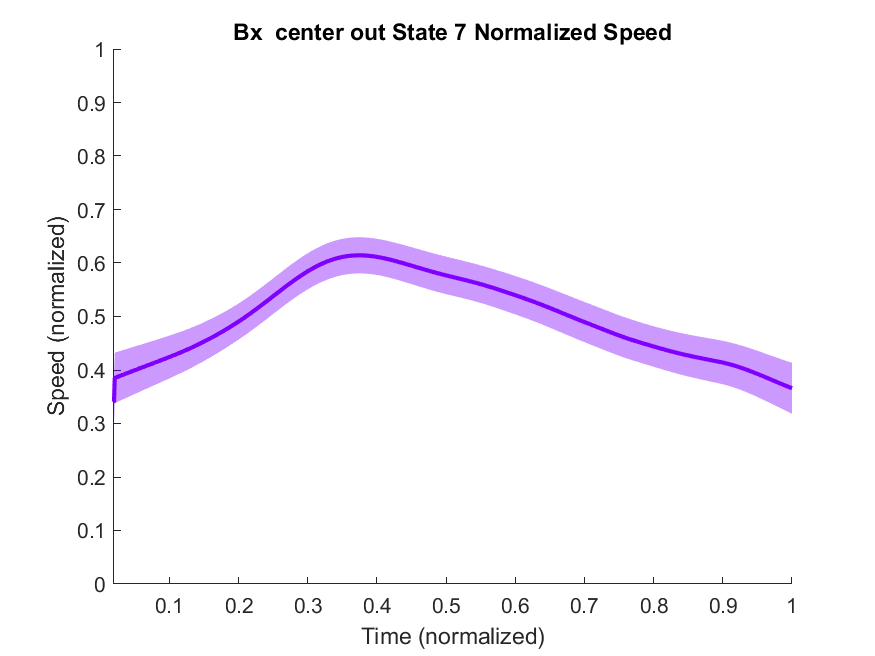 Bx  center out State 7 Normalized Speed
1
0.9
0.8
0.7
0.6
0.5
0.4
0.3
0.2
0.1
0
Speed (normalized)
0.1 0.2 0.3 0.4 0.5 0.6 0.7 0.8 0.9 1
Time (normalized)